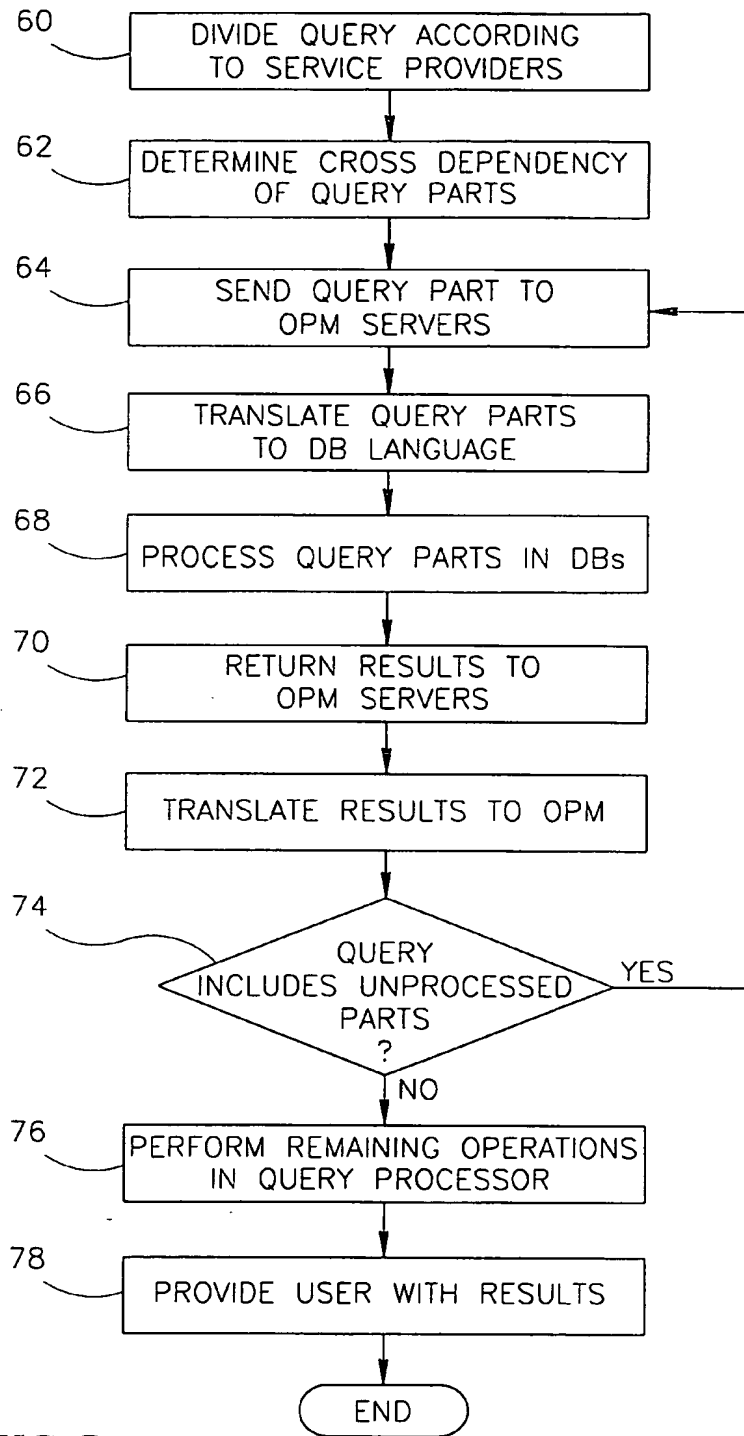 60
DIVIDE QUERY ACCORDING
TO SERVICE PROVIDERS
62
DETERMINE CROSS DEPENDENCY
OF QUERY PARTS
64
SEND QUERY PART TO
OPM SERVERS
66
TRANSLATE QUERY PARTS
TO DB LANGUAGE
68
PROCESS QUERY PARTS IN DBs
70
RETURN RESULTS TO
OPM SERVERS
72
TRANSLATE RESULTS TO OPM
74
QUERY
INCLUDES UNPROCESSED
PARTS
?
YES
NO
76
PERFORM REMAINING OPERATIONS
IN QUERY PROCESSOR
78
PROVIDE USER WITH RESULTS
END